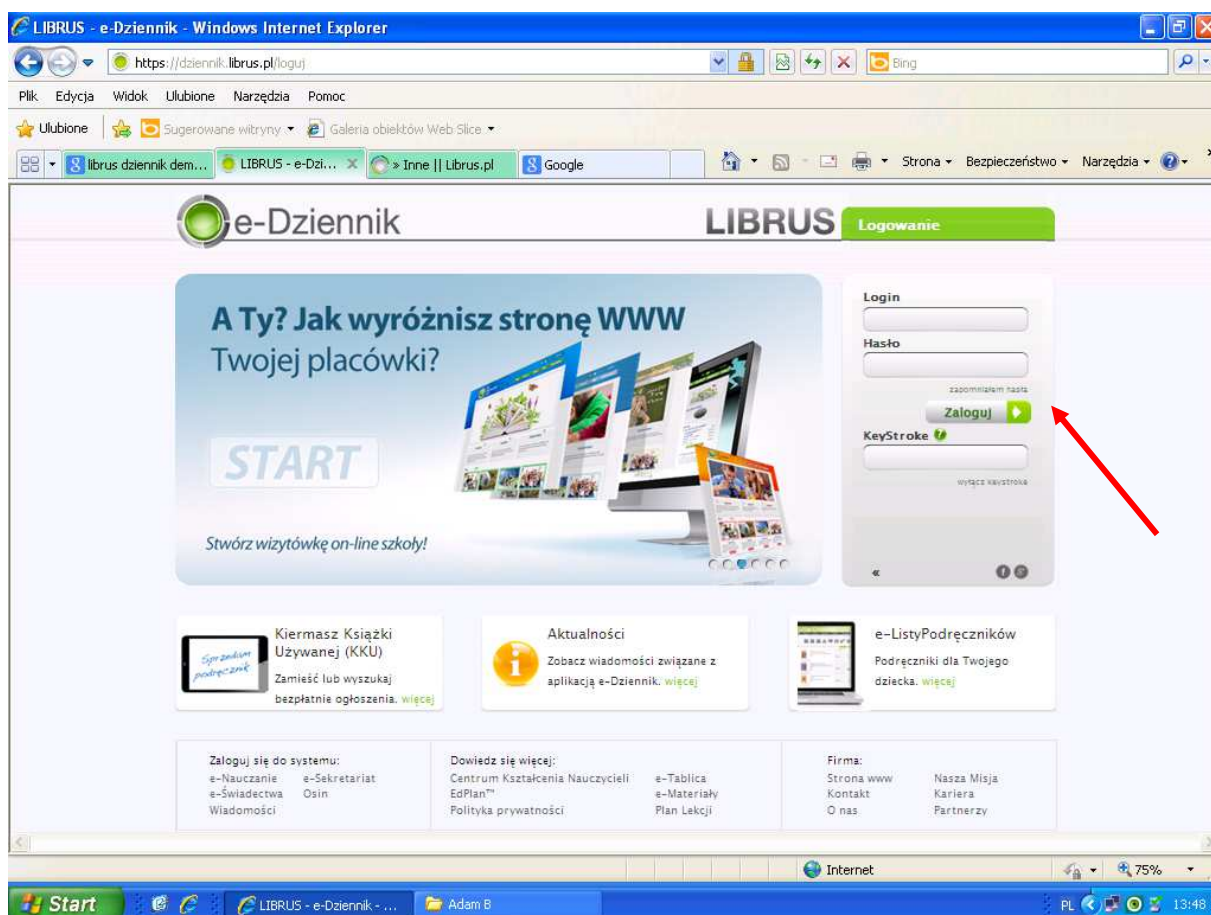 LIBRUS - e-Dziennik - Windows Internet Explorer
https://dziennik.librus.pl/loguj
Bing
Plik Edycja Widok Ulubione Narzędzia Pomoc
Ulubione Sugerowane witryny Galeria obiektów Web Slice
librus dziennik dem... LIBRUS - e-Dzi... » Inne || Librus.pl Google
Strona Bezpieczeństwo Narzędzia
e-Dziennik
LIBRUS
Logowanie
A Ty? Jak wyróżnisz stronę WWW
Twojej placówki?
START
Stwórz wizytówkę on-line szkoły!
Login
Hasło
zapomniałem hasła
Zaloguj
KeyStroke ?
wyłącz keystroke
«
Sprzedam
podręcznik
Kiermasz Książki
Używanej (KKU)
Zamieść lub wyszukaj
bezpłatnie ogłoszenia. więcej
Aktualności
Zobacz wiadomości związane z
aplikacją e-Dziennik. więcej
e-ListyPodręczników
Podręczniki dla Twojego
dziecka. więcej
Zaloguj się do systemu:
e-Nauczanie e-Sekretariat
e-Świadectwa Osin
Wiadomości
Dowiedz się więcej:
Centrum Kształcenia Nauczycieli e-Tablica
EdPlan™ e-Materiały
Polityka prywatności Plan Lekcji
Firma:
Strona www Nasza Misja
Kontakt Kariera
O nas Partnerzy
Internet
75%
Start LIBRUS - e-Dziennik - ... Adam B PL 13:48